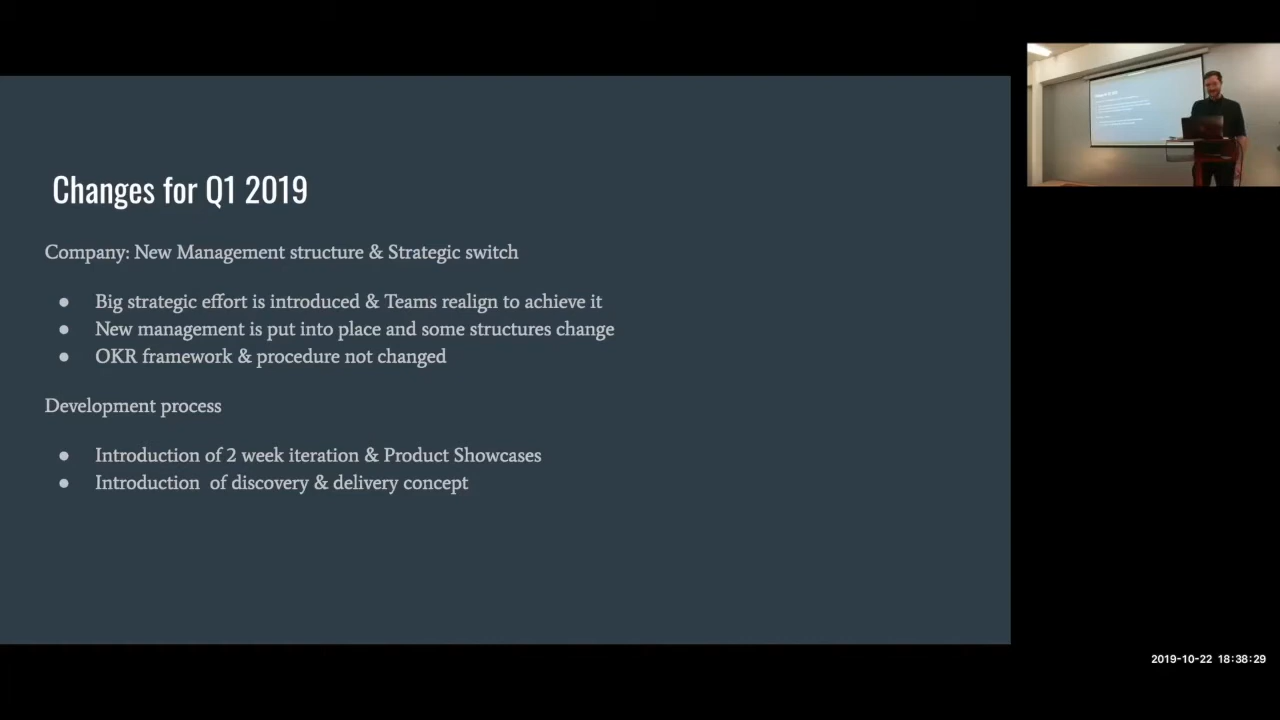 Changes for Q1 2019
Company: New Management structure & Strategic switch
● Big strategic effort is introduced & Teams realign to achieve it
● New management is put into place and some structures change
● OKR framework & procedure not changed
Development process
● Introduction of 2 week iteration & Product Showcases
● Introduction  of discovery & delivery concept
2019-10-22 18:38:29